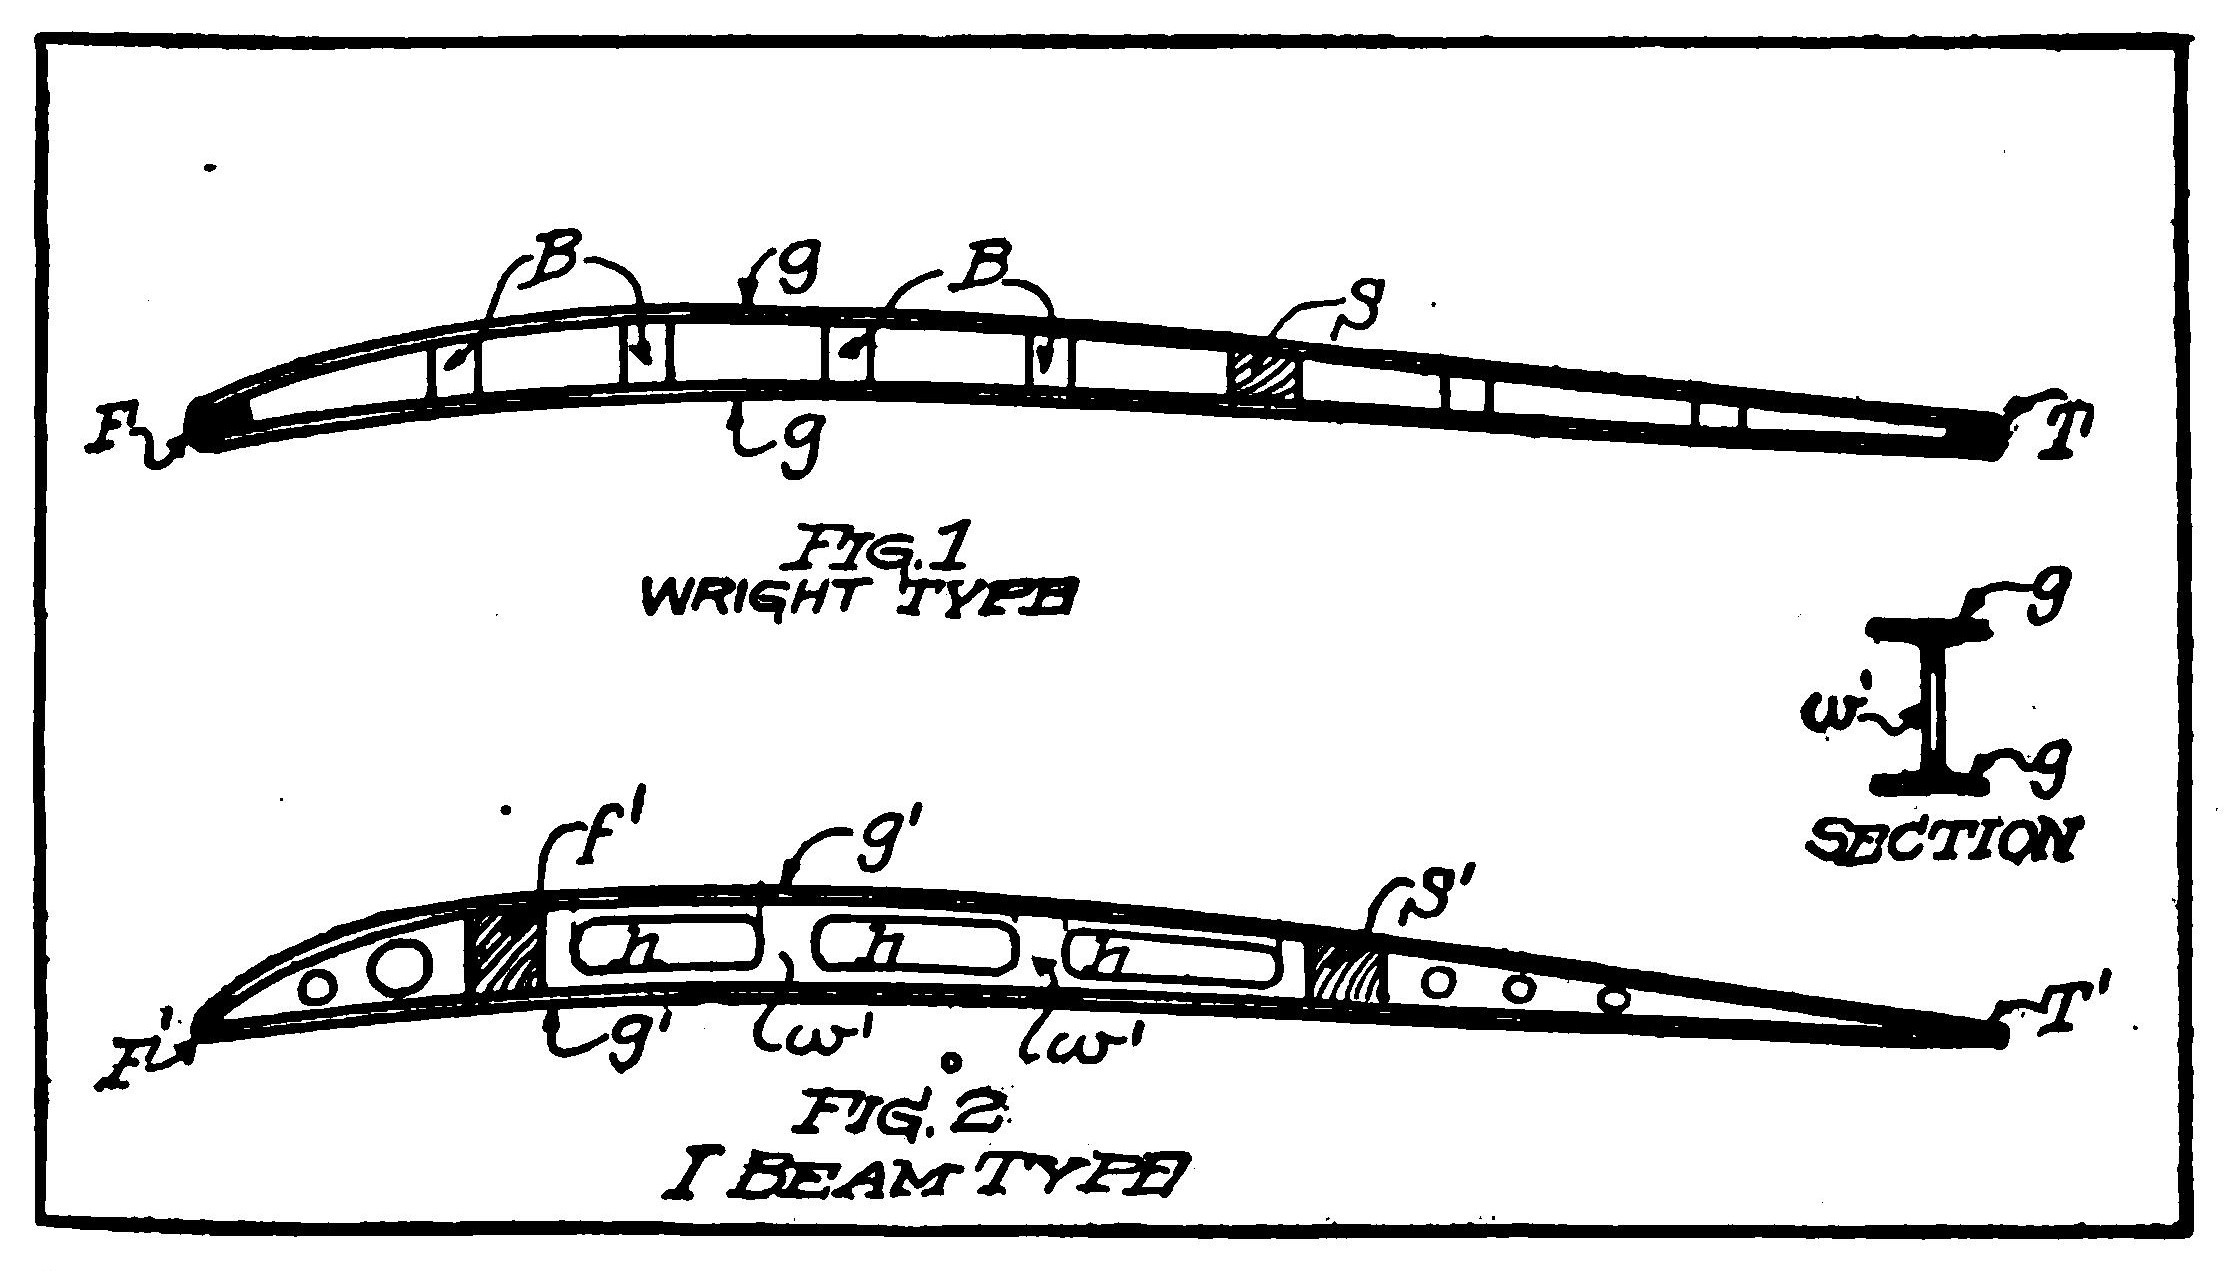 B g B S
F g T
FIG.1
WRIGHT TYPE
g
w'
g
SECTION
f' g' S'
h h h
F' g' w' w' T'
FIG. 2
I BEAM TYPE